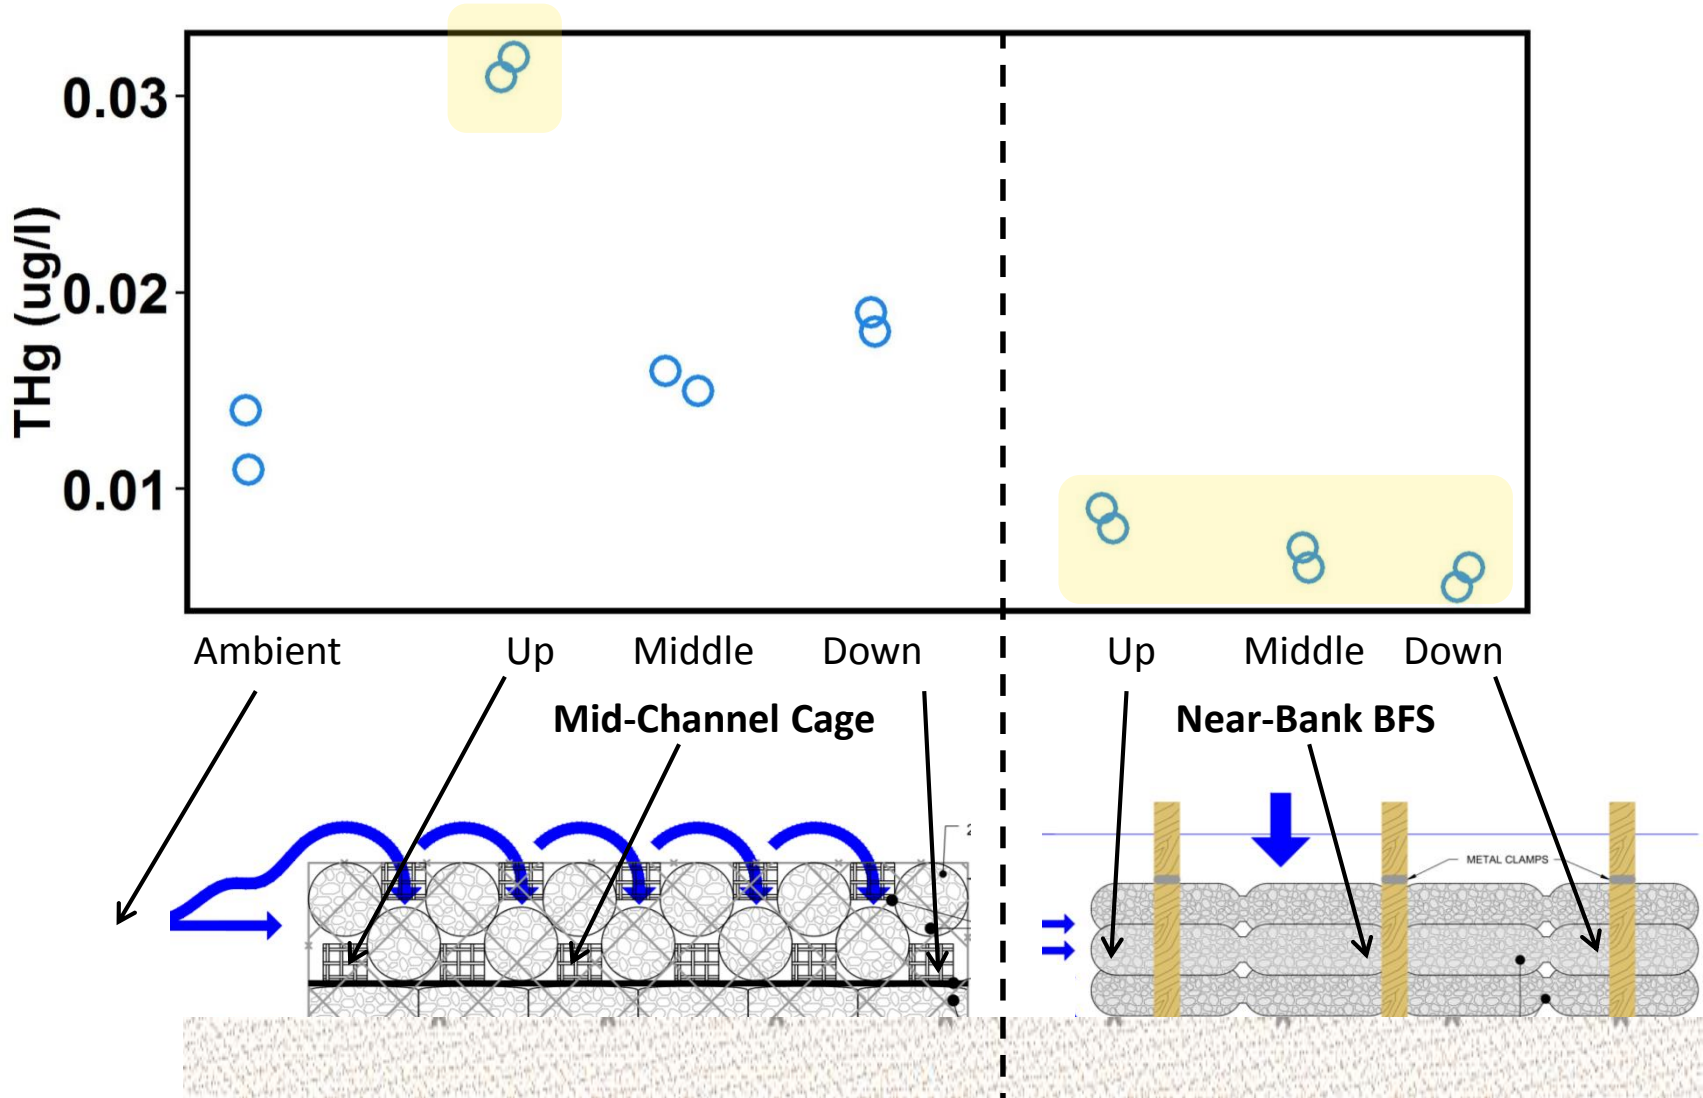 THg (ug/l)
0.03
0.02
0.01
Ambient
Up
Middle
Down
Up
Middle
Down
Mid-Channel Cage
Near-Bank BFS
METAL CLAMPS